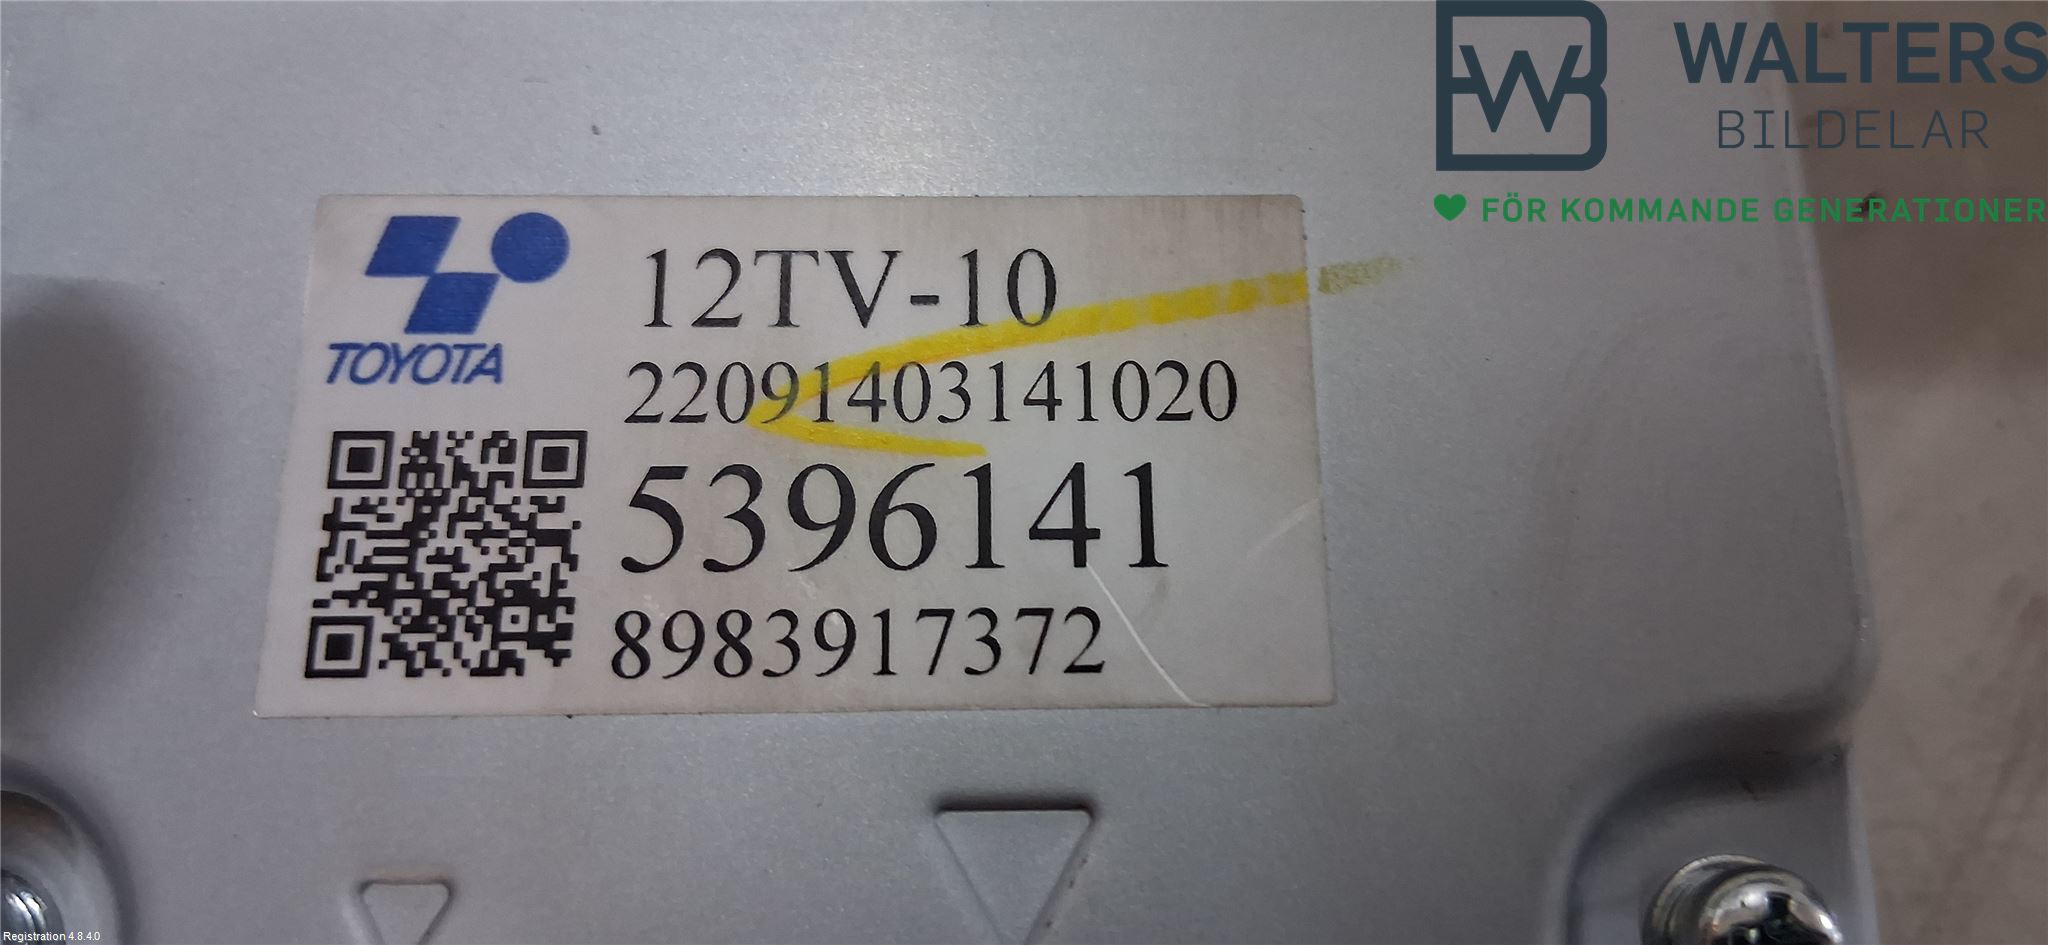 WALTERS
BILDELAR
FÖR KOMMANDE GENERATIONER
TOYOTA
12TV-10
22091403141020
5396141
8983917372
Registration 4.8.4.0